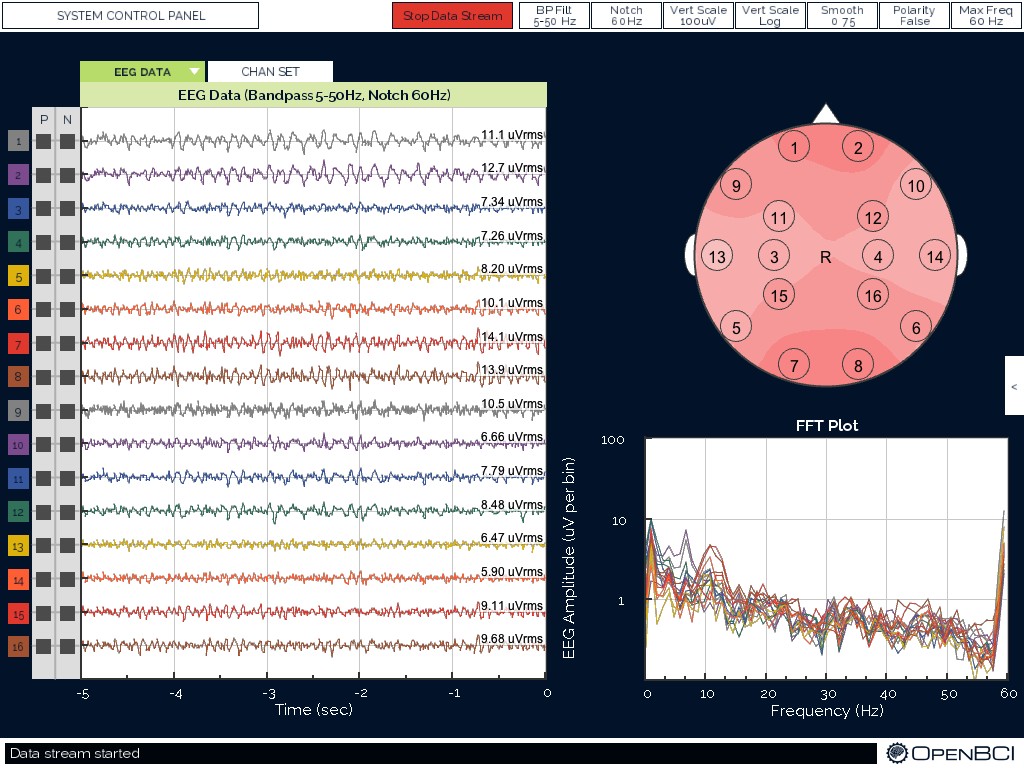 SYSTEM CONTROL PANEL
Stop Data Stream
BP Filt
5-50 Hz
Notch
60Hz
Vert Scale
100uV
Vert Scale
Log
Smooth
0.75
Polarity
False
Max Freq
60 Hz
EEG DATA
CHAN SET
EEG Data (Bandpass 5-50Hz, Notch 60Hz)
P N
1 11.1 uVrms
2 12.7 uVrms
3 7.34 uVrms
4 7.26 uVrms
5 8.20 uVrms
6 10.1 uVrms
7 14.1 uVrms
8 13.9 uVrms
9 10.5 uVrms
10 6.66 uVrms
11 7.79 uVrms
12 8.48 uVrms
13 6.47 uVrms
14 5.90 uVrms
15 9.11 uVrms
16 9.68 uVrms
-5 -4 -3 -2 -1 0
Time (sec)
1 2
9 10
11 12
13 3 R 4 14
15 16
5 6
7 8
<
FFT Plot
EEG Amplitude (uV per bin)
100
10
1
0 10 20 30 40 50 60
Frequency (Hz)
Data stream started
OPENBCI